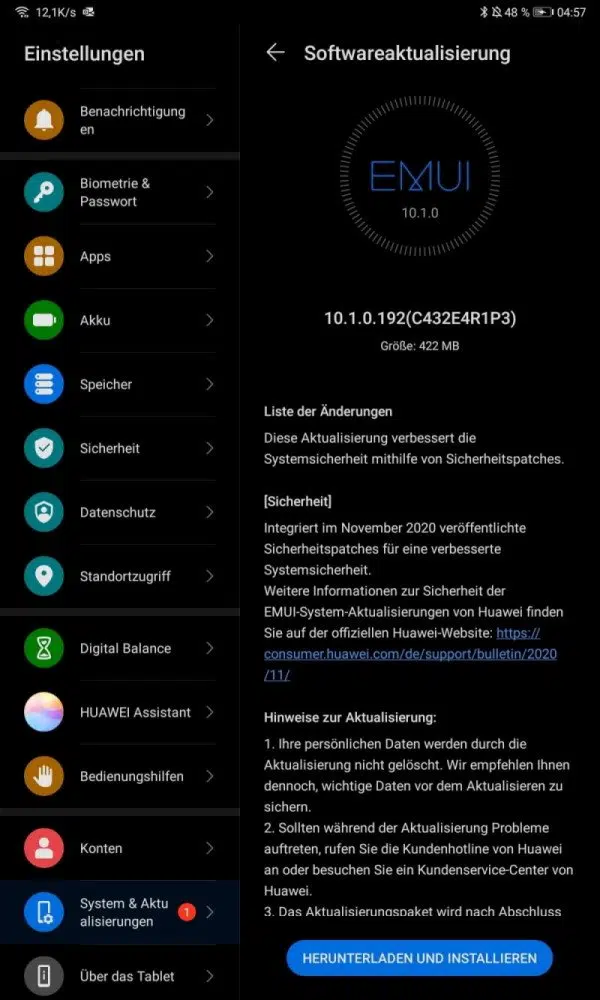 12,1K/s
48 %
04:57
Einstellungen
Benachrichtigung
en
Biometrie &
Passwort
Apps
Akku
Speicher
Sicherheit
Datenschutz
Standortzugriff
Digital Balance
HUAWEI Assistant
Bedienungshilfen
Konten
System & Aktu
alisierungen
1
Über das Tablet
Softwareaktualisierung
EMUI
10.1.0
10.1.0.192(C432E4R1P3)
Größe: 422 MB
Liste der Änderungen
Diese Aktualisierung verbessert die
Systemsicherheit mithilfe von Sicherheitspatches.
[Sicherheit]
Integriert im November 2020 veröffentlichte
Sicherheitspatches für eine verbesserte
Systemsicherheit.
Weitere Informationen zur Sicherheit der
EMUI-System-Aktualisierungen von Huawei finden
Sie auf der offiziellen Huawei-Website: https://
consumer.huawei.com/de/support/bulletin/2020
/11/
Hinweise zur Aktualisierung:
1. Ihre persönlichen Daten werden durch die
Aktualisierung nicht gelöscht. Wir empfehlen Ihnen
dennoch, wichtige Daten vor dem Aktualisieren zu
sichern.
2. Sollten während der Aktualisierung Probleme
auftreten, rufen Sie die Kundenhotline von Huawei
an oder besuchen Sie ein Kundenservice-Center von
Huawei.
3. Das Aktualisierungspaket wird nach Abschluss
HERUNTERLADEN UND INSTALLIEREN